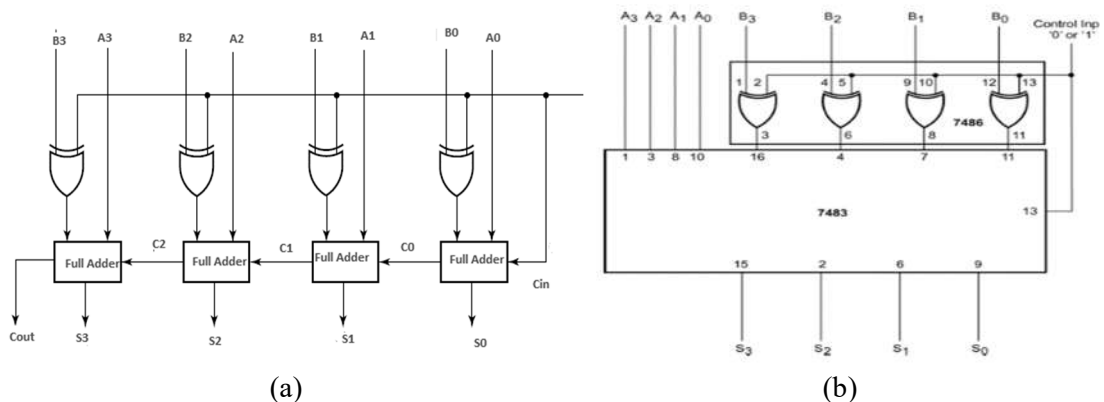 B3 A3 B2 A2 B1 A1 B0 A0
C2 C1 C0
Full Adder Full Adder Full Adder Full Adder
Cin
Cout S3 S2 S1 S0
(a)
A3 A2 A1 A0 B3 B2 B1 B0 Control Inp
'0' or '1'
1 2 4 5 9 10 12 13
7486
3 6 8 11
1 3 8 10 16 4 7 11
7483 13
15 2 6 9
S3 S2 S1 S0
(b)